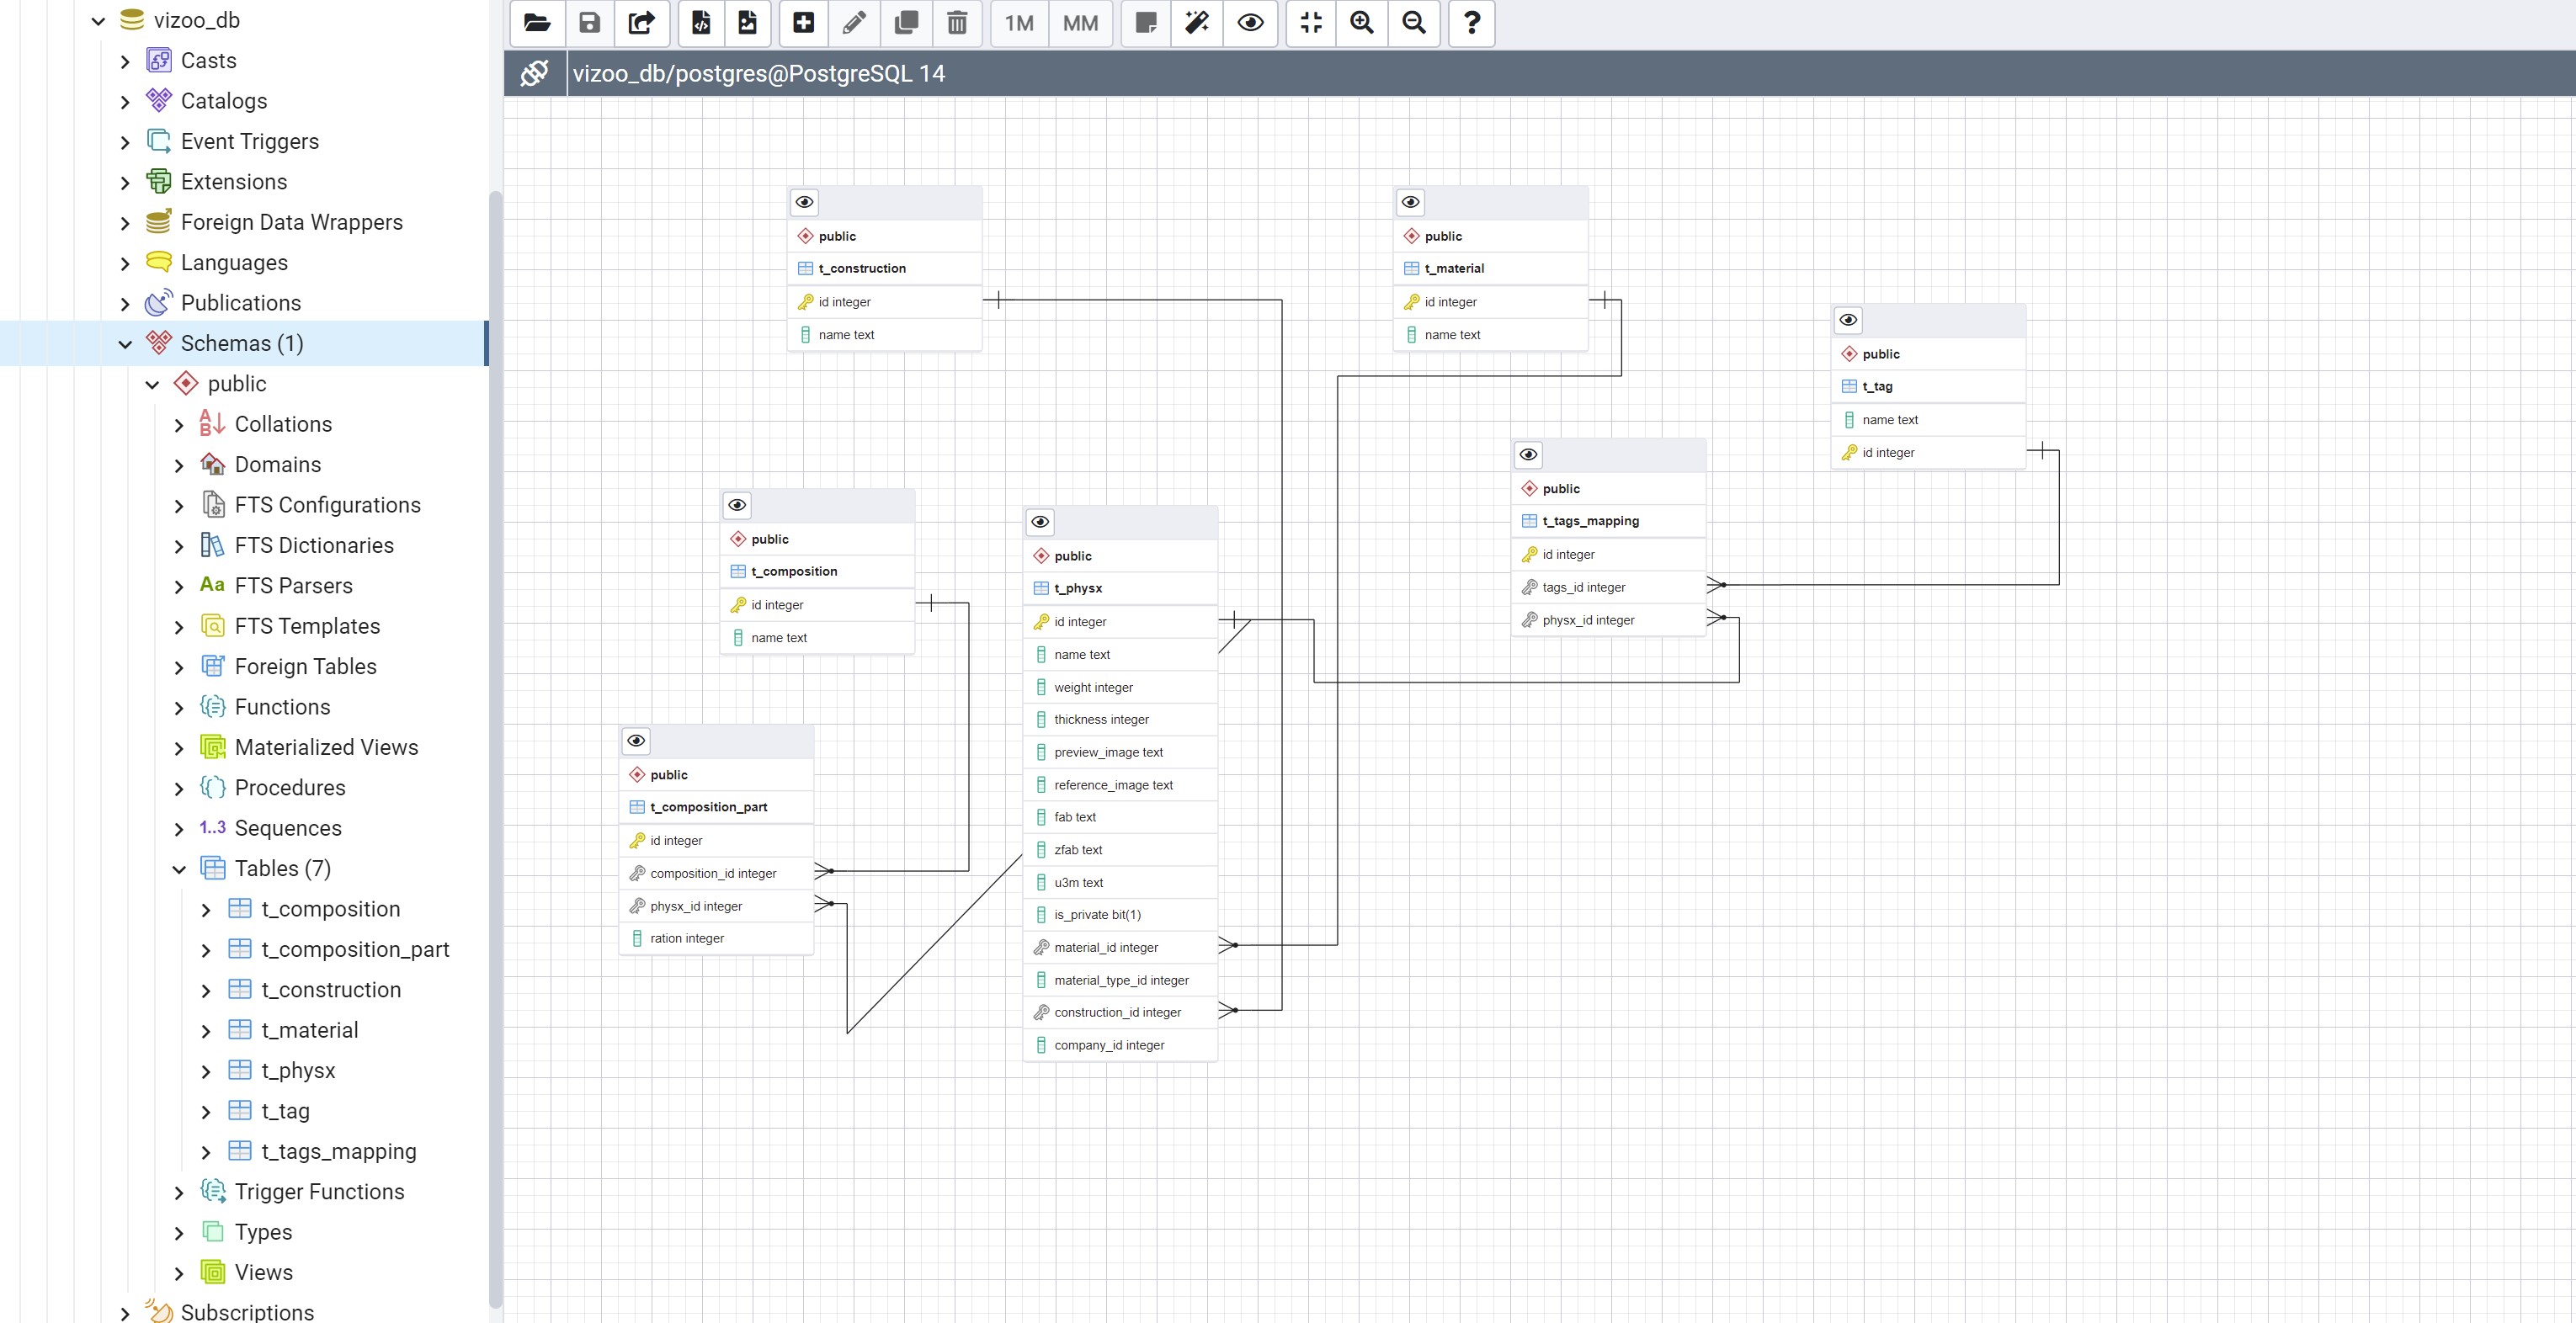 vizoo_db
Casts
Catalogs
Event Triggers
Extensions
Foreign Data Wrappers
Languages
Publications
Schemas (1)
public
A
B
Collations
Domains
FTS Configurations
FTS Dictionaries
Aa FTS Parsers
FTS Templates
Foreign Tables
Functions
Materialized Views
Procedures
1..3 Sequences
Tables (7)
t_composition
t_composition_part
t_construction
t_material
t_physx
t_tag
t_tags_mapping
Trigger Functions
Types
Views
Subscriptions
1M MM ?
vizoo_db/postgres@PostgreSQL 14
public
t_construction
id integer
name text
public
t_material
id integer
name text
public
t_tag
name text
id integer
public
t_tags_mapping
id integer
tags_id integer
physx_id integer
public
t_composition
id integer
name text
public
t_physx
id integer
name text
weight integer
thickness integer
preview_image text
reference_image text
fab text
zfab text
u3m text
is_private bit(1)
material_id integer
material_type_id integer
construction_id integer
company_id integer
public
t_composition_part
id integer
composition_id integer
physx_id integer
ration integer